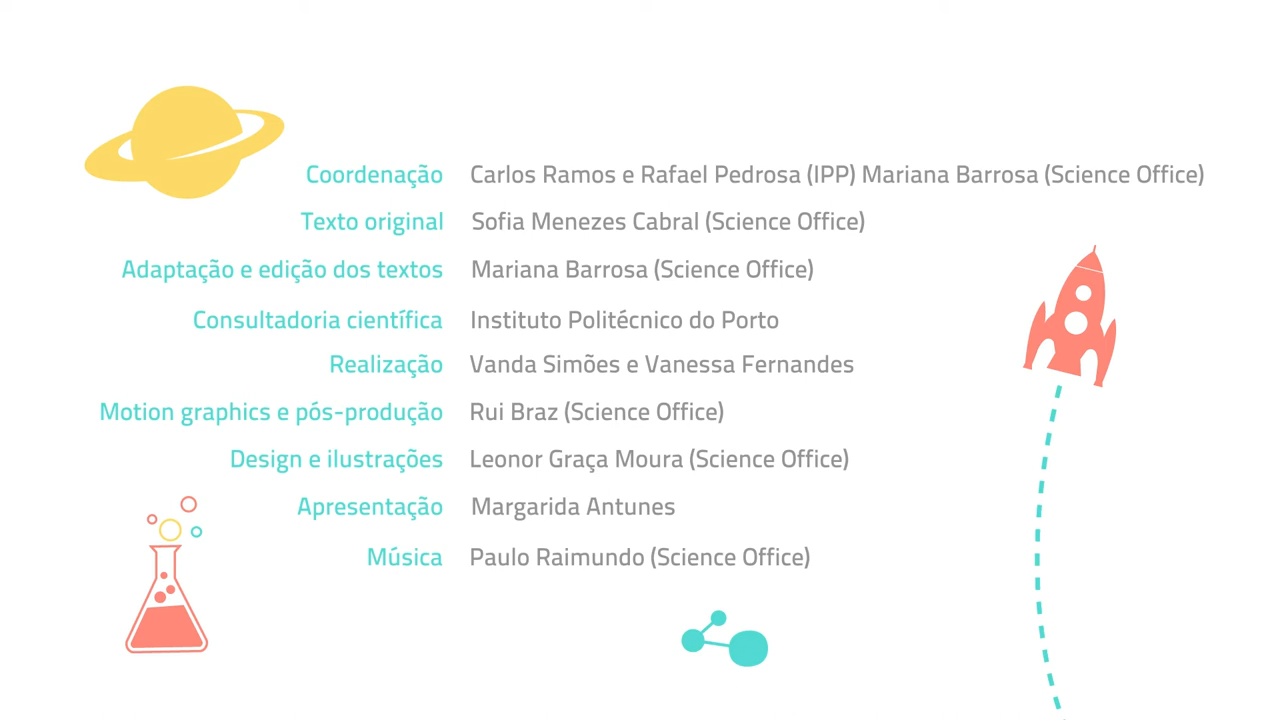 Coordenação Carlos Ramos e Rafael Pedrosa (IPP) Mariana Barrosa (Science Office)
Texto original Sofia Menezes Cabral (Science Office)
Adaptação e edição dos textos Mariana Barrosa (Science Office)
Consultadoria científica Instituto Politécnico do Porto
Realização Vanda Simões e Vanessa Fernandes
Motion graphics e pós-produção Rui Braz (Science Office)
Design e ilustrações Leonor Graça Moura (Science Office)
Apresentação Margarida Antunes
Música Paulo Raimundo (Science Office)